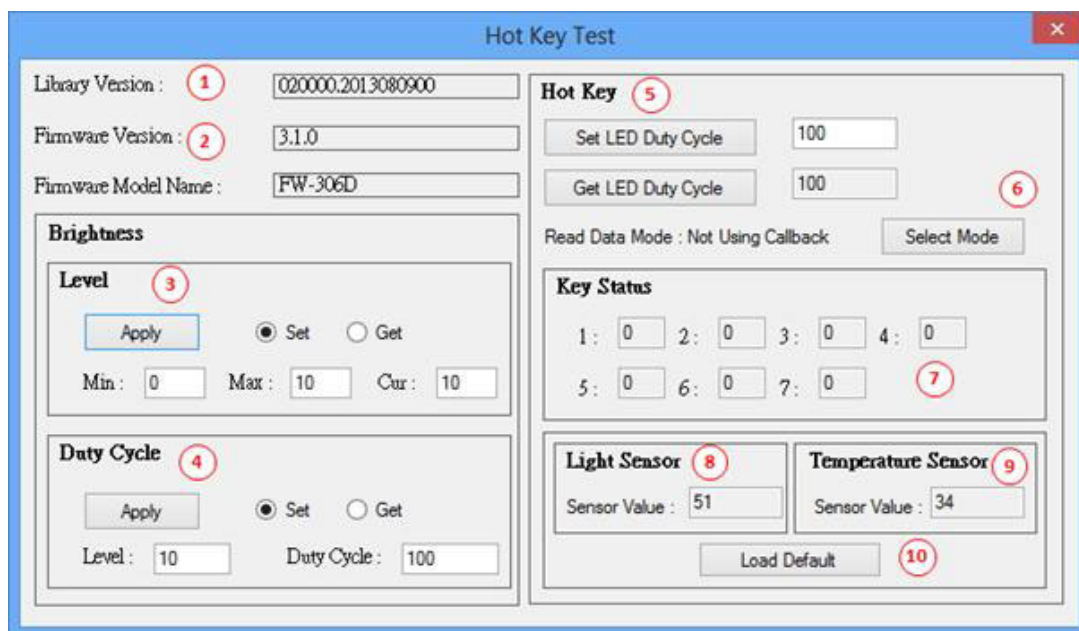 Hot Key Test
Library Version : 1 020000.2013080900
Firmware Version : 2 3.1.0
Firmware Model Name : FW-306D
Brightness
Level 3
Apply Set Get
Min : 0 Max : 10 Cur : 10
Duty Cycle 4
Apply Set Get
Level : 10 Duty Cycle : 100
Hot Key 5
Set LED Duty Cycle 100
Get LED Duty Cycle 100
6
Read Data Mode : Not Using Callback Select Mode
Key Status
1 : 0 2 : 0 3 : 0 4 : 0
5 : 0 6 : 0 7 : 0 7
Light Sensor 8
Sensor Value : 51
Temperature Sensor 9
Sensor Value : 34
Load Default 10